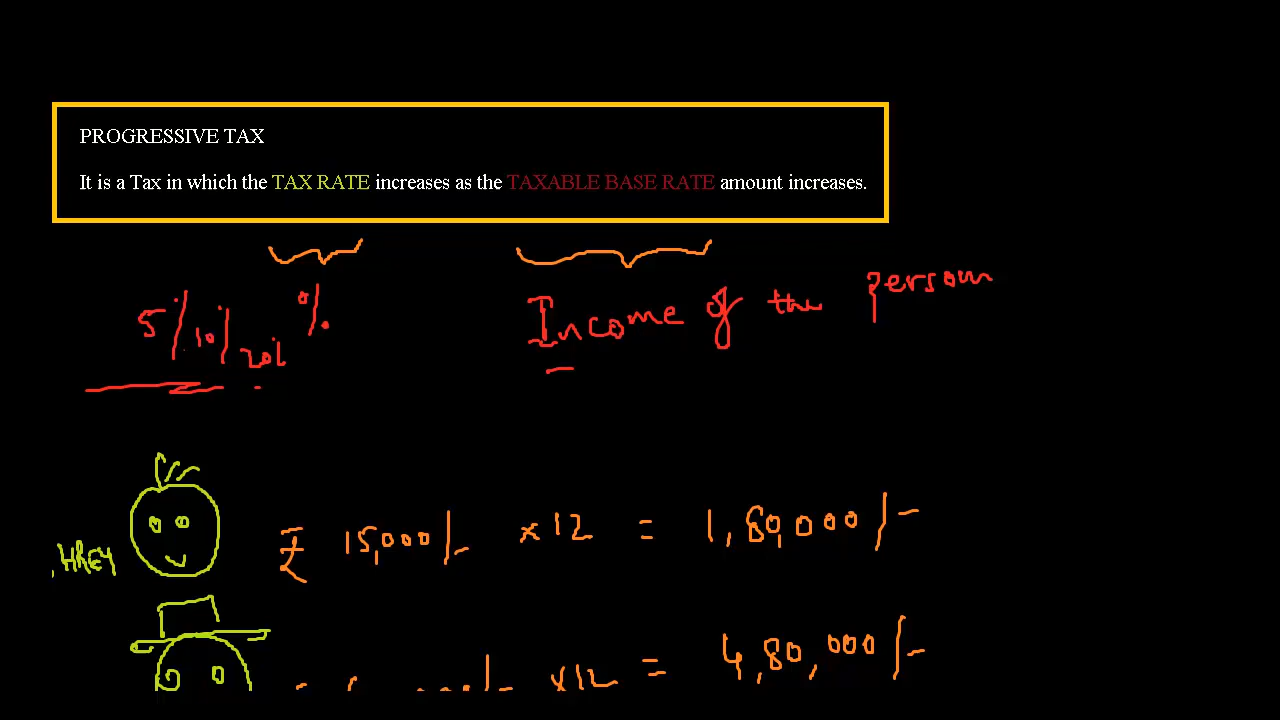 PROGRESSIVE TAX
It is a Tax in which the TAX RATE increases as the TAXABLE BASE RATE amount increases.
5% 10% 20% %
Income of the person
HREY
₹ 15,000/- x12 = 1,80,000/-
x12 = 4,80,000/-